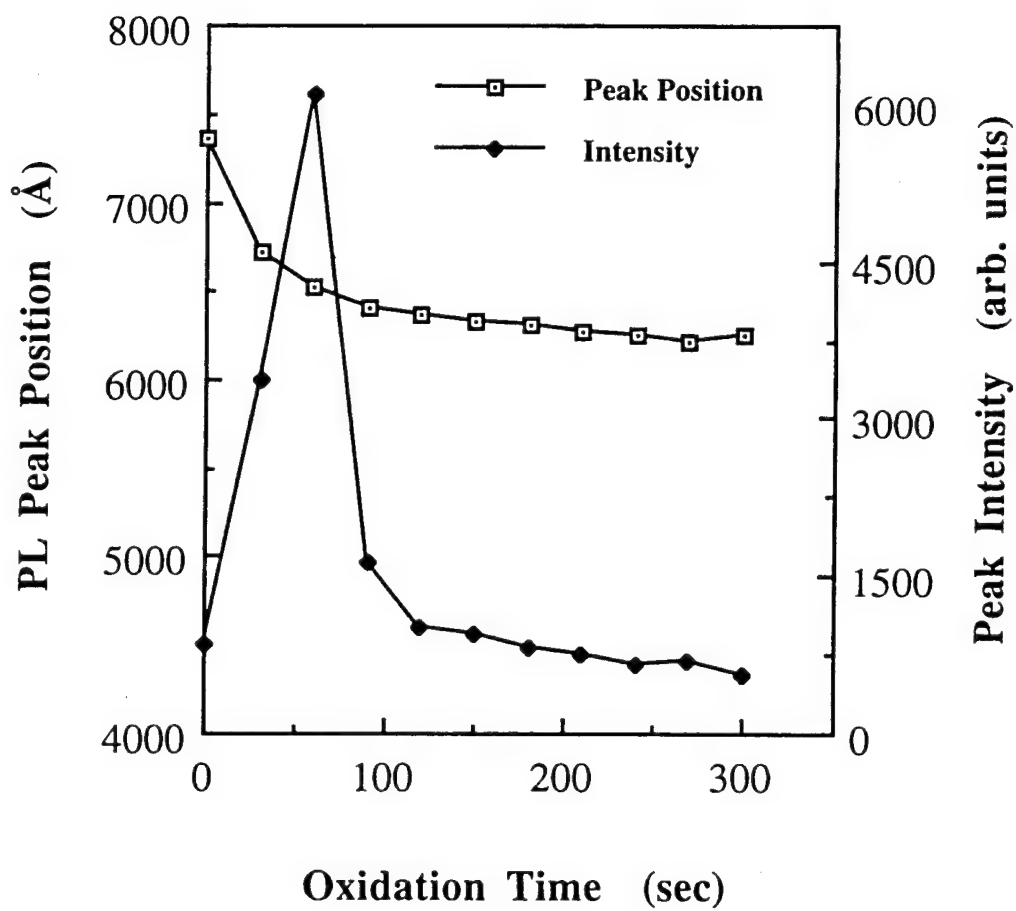 8000
7000
6000
5000
4000
PL Peak Position (Å)
Peak Position
Intensity
6000
4500
3000
1500
0
Peak Intensity (arb. units)
0
100
200
300
Oxidation Time (sec)